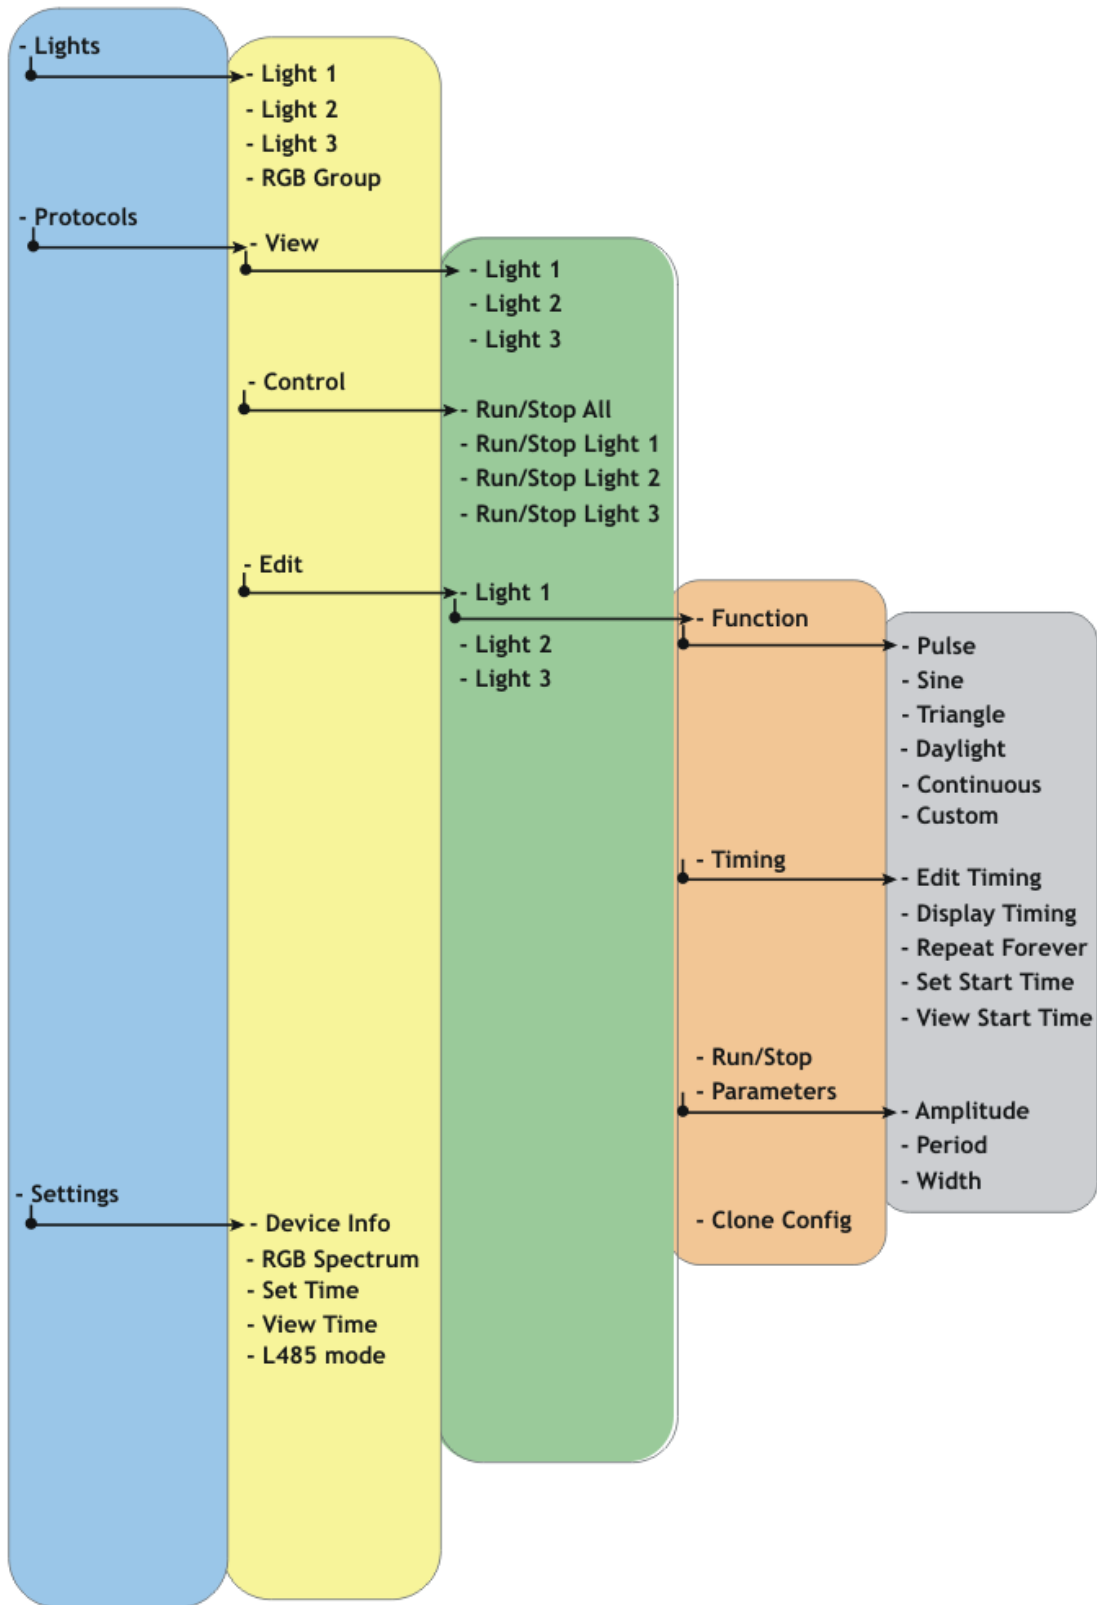 - Lights
- Light 1
- Light 2
- Light 3
- RGB Group
- Protocols
- View
- Light 1
- Light 2
- Light 3
- Control
- Run/Stop All
- Run/Stop Light 1
- Run/Stop Light 2
- Run/Stop Light 3
- Edit
- Light 1
- Function
- Pulse
- Sine
- Triangle
- Daylight
- Continuous
- Custom
- Timing
- Edit Timing
- Display Timing
- Repeat Forever
- Set Start Time
- View Start Time
- Run/Stop
- Parameters
- Amplitude
- Period
- Width
- Clone Config
- Light 2
- Light 3
- Settings
- Device Info
- RGB Spectrum
- Set Time
- View Time
- L485 mode